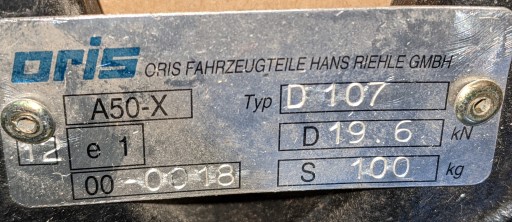 oris ORIS FAHRZEUGTEILE HANS RIEHLE GMBH
A50-X Typ D 107
12 e 1 D 19.6 kN
00-0018 S 100 kg